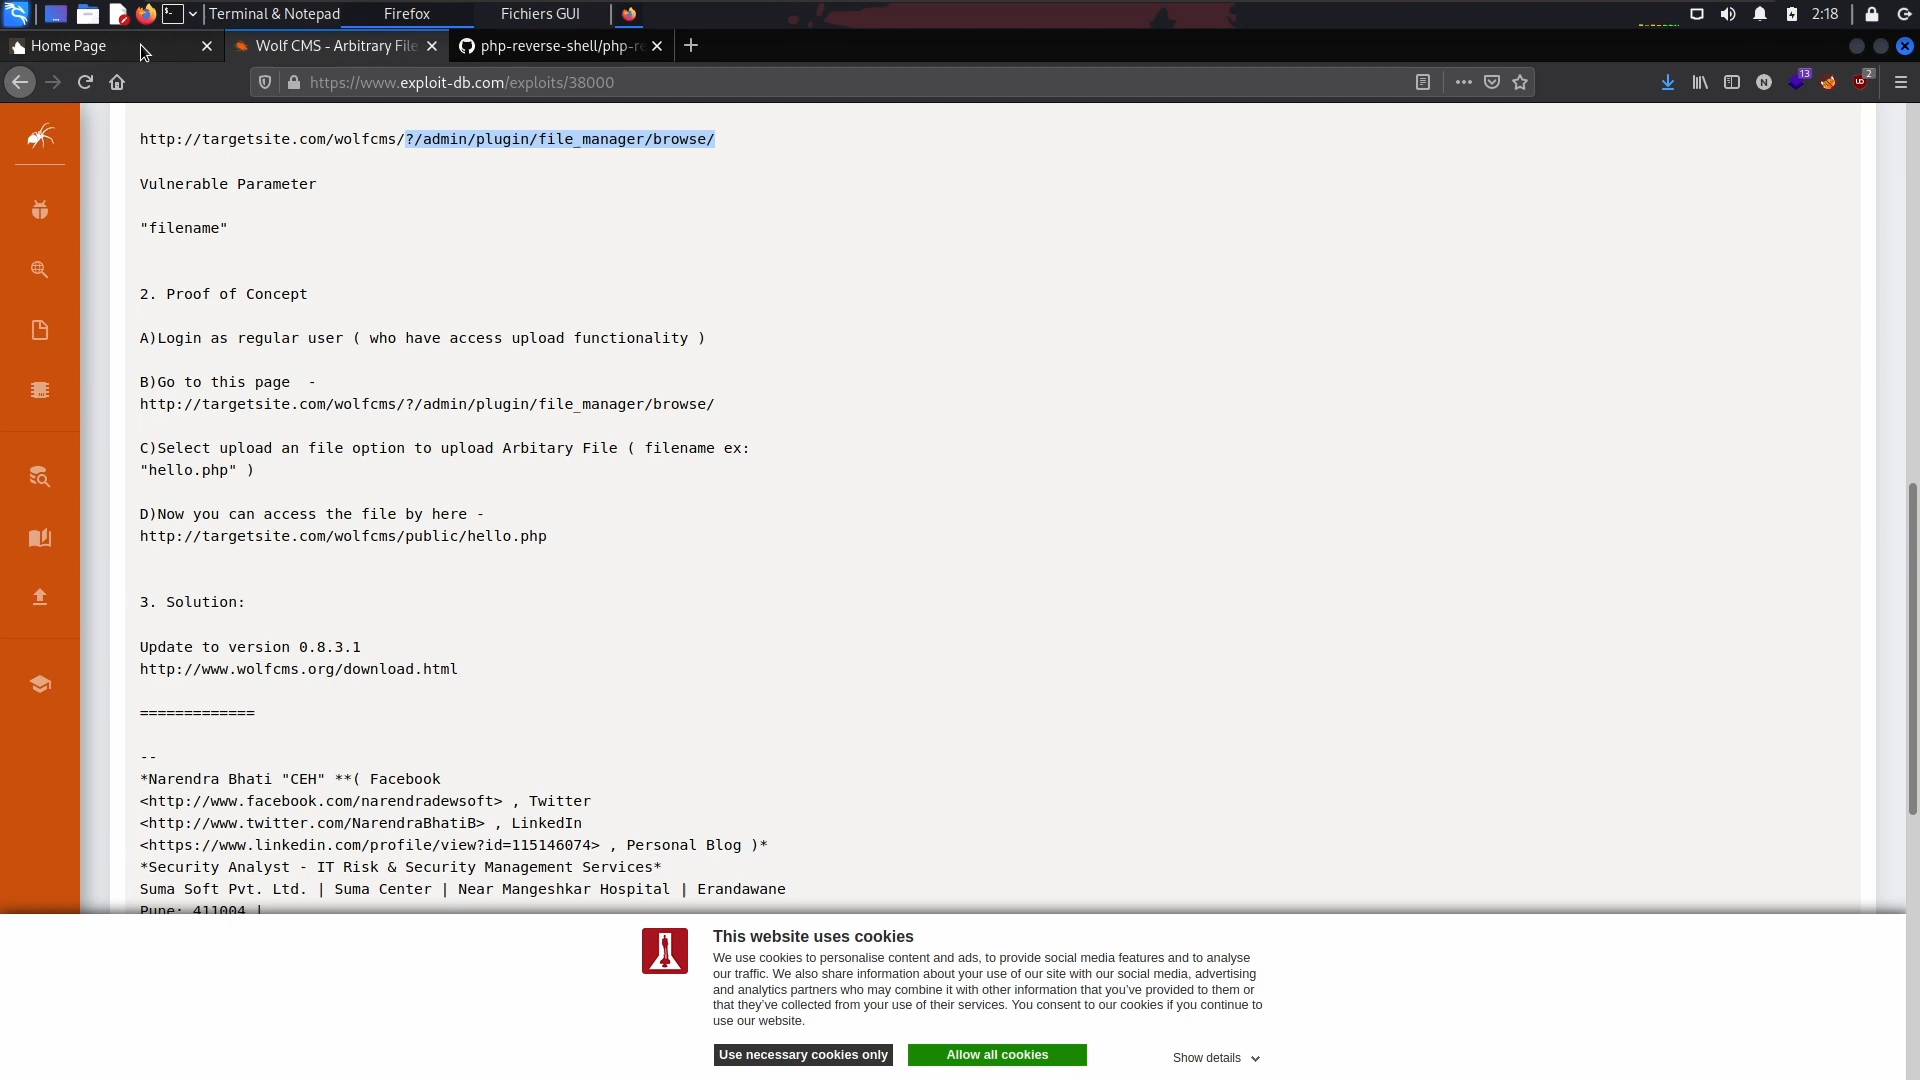 Terminal & Notepad
Firefox
Fichiers GUI
2:18
Home Page
Wolf CMS - Arbitrary File
php-reverse-shell/php-re
https://www.exploit-db.com/exploits/38000
13
2
http://targetsite.com/wolfcms/?/admin/plugin/file_manager/browse/
Vulnerable Parameter
"filename"
2. Proof of Concept
A)Login as regular user ( who have access upload functionality )
B)Go to this page  -
http://targetsite.com/wolfcms/?/admin/plugin/file_manager/browse/
C)Select upload an file option to upload Arbitary File ( filename ex:
"hello.php" )
D)Now you can access the file by here -
http://targetsite.com/wolfcms/public/hello.php
3. Solution:
Update to version 0.8.3.1
http://www.wolfcms.org/download.html
=============
--
*Narendra Bhati "CEH" **( Facebook
<http://www.facebook.com/narendradewsoft> , Twitter
<http://www.twitter.com/NarendraBhatiB> , LinkedIn
<https://www.linkedin.com/profile/view?id=115146074> , Personal Blog )*
*Security Analyst - IT Risk & Security Management Services*
Suma Soft Pvt. Ltd. | Suma Center | Near Mangeshkar Hospital | Erandawane
Pune: 411004 |
This website uses cookies
We use cookies to personalise content and ads, to provide social media features and to analyse
our traffic. We also share information about your use of our site with our social media, advertising
and analytics partners who may combine it with other information that you've provided to them or
that they've collected from your use of their services. You consent to our cookies if you continue to
use our website.
Use necessary cookies only
Allow all cookies
Show details